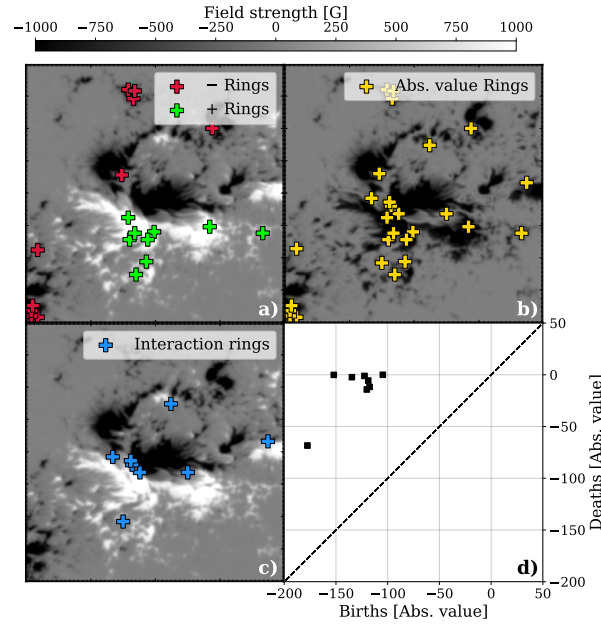 Field strength [G]
−1000 −750 −500 −250 0 250 500 750 1000
− Rings
+ Rings
a)
Abs. value Rings
b)
Interaction rings
c)
50
0
−50
−100
−150
−200
Deaths [Abs. value]
d)
−200 −150 −100 −50 0 50
Births [Abs. value]